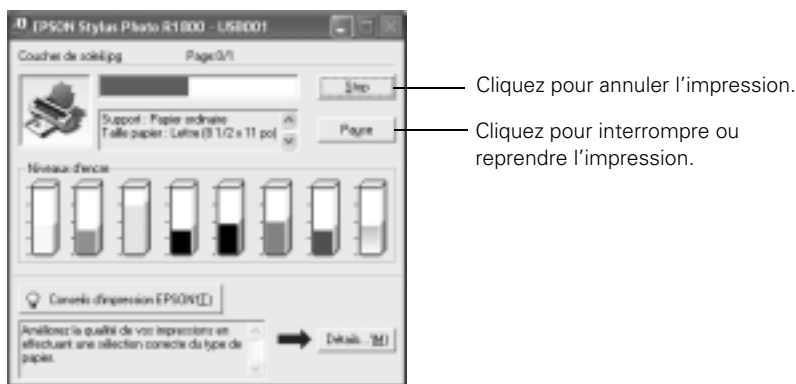 EPSON Stylus Photo R1800 - USB001
Coucher de soleil.jpg Page:0/1
Stop
Cliquez pour annuler l’impression.
Support : Papier ordinaire
Taille papier : Lettre (8 1/2 x 11 po)
Pause
Cliquez pour interrompre ou
reprendre l’impression.
Niveaux d'encre
Conseils d'impression EPSON(E)
Améliorez la qualité de vos impressions en
effectuant une sélection correcte du type de
papier.
Détails...(M)